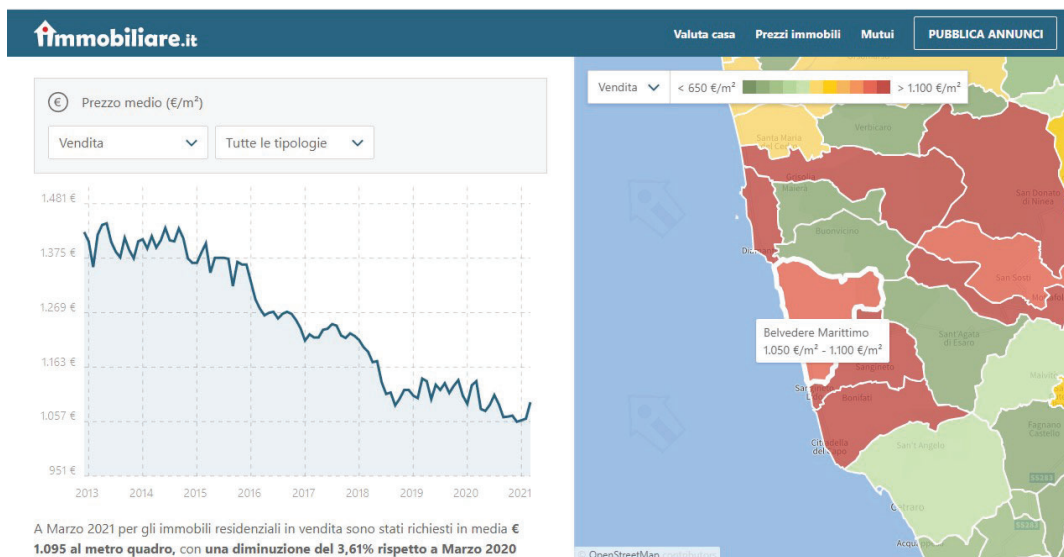 immobiliare.it
Valuta casa Prezzi immobili Mutui PUBBLICA ANNUNCI
Prezzo medio (€/m²)
Vendita Tutte le tipologie
1.481 €
1.375 €
1.269 €
1.163 €
1.057 €
951 €
2013 2014 2015 2016 2017 2018 2019 2020 2021
A Marzo 2021 per gli immobili residenziali in vendita sono stati richiesti in media €
1.095 al metro quadro, con una diminuzione del 3,61% rispetto a Marzo 2020
Vendita < 650 €/m² > 1.100 €/m²
Santa Maria
del
Verbicaro
Maierà
San Donato
di Ninea
Buonvicino
San Sosti
Belvedere Marittimo
1.050 €/m² - 1.100 €/m²
Sant'Agata
di Esaro
Sangineto
Bonifati
Cittadella
del Capo
Fagnano
Castello
Sant'Angelo
Cetraro
SS283
SS283
© OpenStreetMap contributors